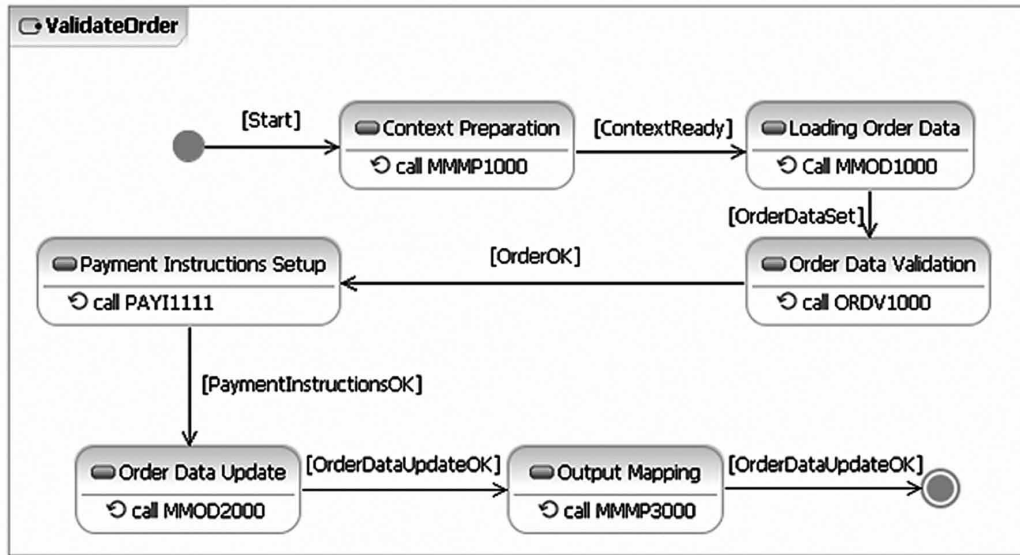 ValidateOrder
[Start]
Context Preparation
call MMMP1000
[ContextReady]
Loading Order Data
Call MMOD1000
[OrderDataSet]
Order Data Validation
call ORDV1000
[OrderOK]
Payment Instructions Setup
call PAYI1111
[PaymentInstructionsOK]
Order Data Update
call MMOD2000
[OrderDataUpdateOK]
Output Mapping
call MMMP3000
[OrderDataUpdateOK]